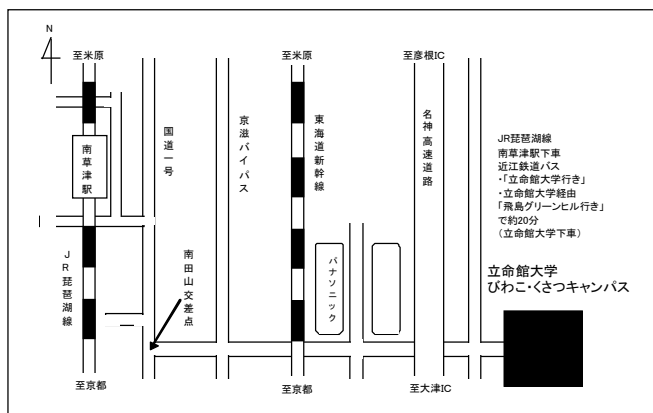 N
至米原
至米原
至彦根IC
国道一号
京滋バイパス
東海道新幹線
名神高速道路
南草津駅
JR琵琶湖線
南草津駅下車
近江鉄道バス
・「立命館大学行き」
・立命館大学経由
「飛島グリーンヒル行き」
で約20分
（立命館大学下車）
JR琵琶湖線
南田山交差点
パナソニック
立命館大学
びわこ・くさつキャンパス
至京都
至京都
至大津IC